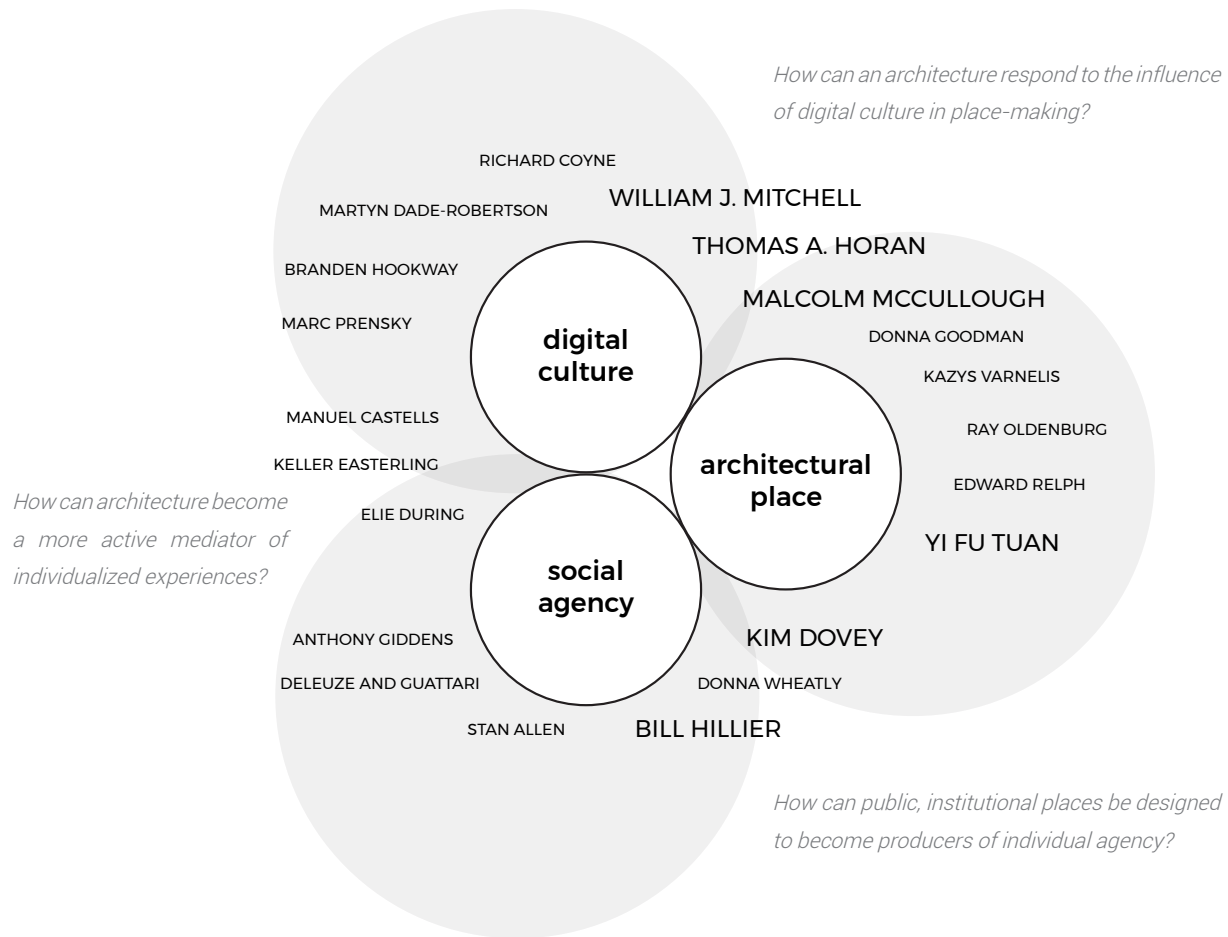 How can an architecture respond to the influence
of digital culture in place-making?
RICHARD COYNE
WILLIAM J. MITCHELL
MARTYN DADE-ROBERTSON
THOMAS A. HORAN
BRANDEN HOOKWAY
MALCOLM MCCULLOUGH
MARC PRENSKY
DONNA GOODMAN
digital
culture
KAZYS VARNELIS
MANUEL CASTELLS
RAY OLDENBURG
KELLER EASTERLING
architectural
place
EDWARD RELPH
How can architecture become
a more active mediator of
individualized experiences?
ELIE DURING
YI FU TUAN
social
agency
ANTHONY GIDDENS
KIM DOVEY
DELEUZE AND GUATTARI
DONNA WHEATLY
STAN ALLEN
BILL HILLIER
How can public, institutional places be designed
to become producers of individual agency?